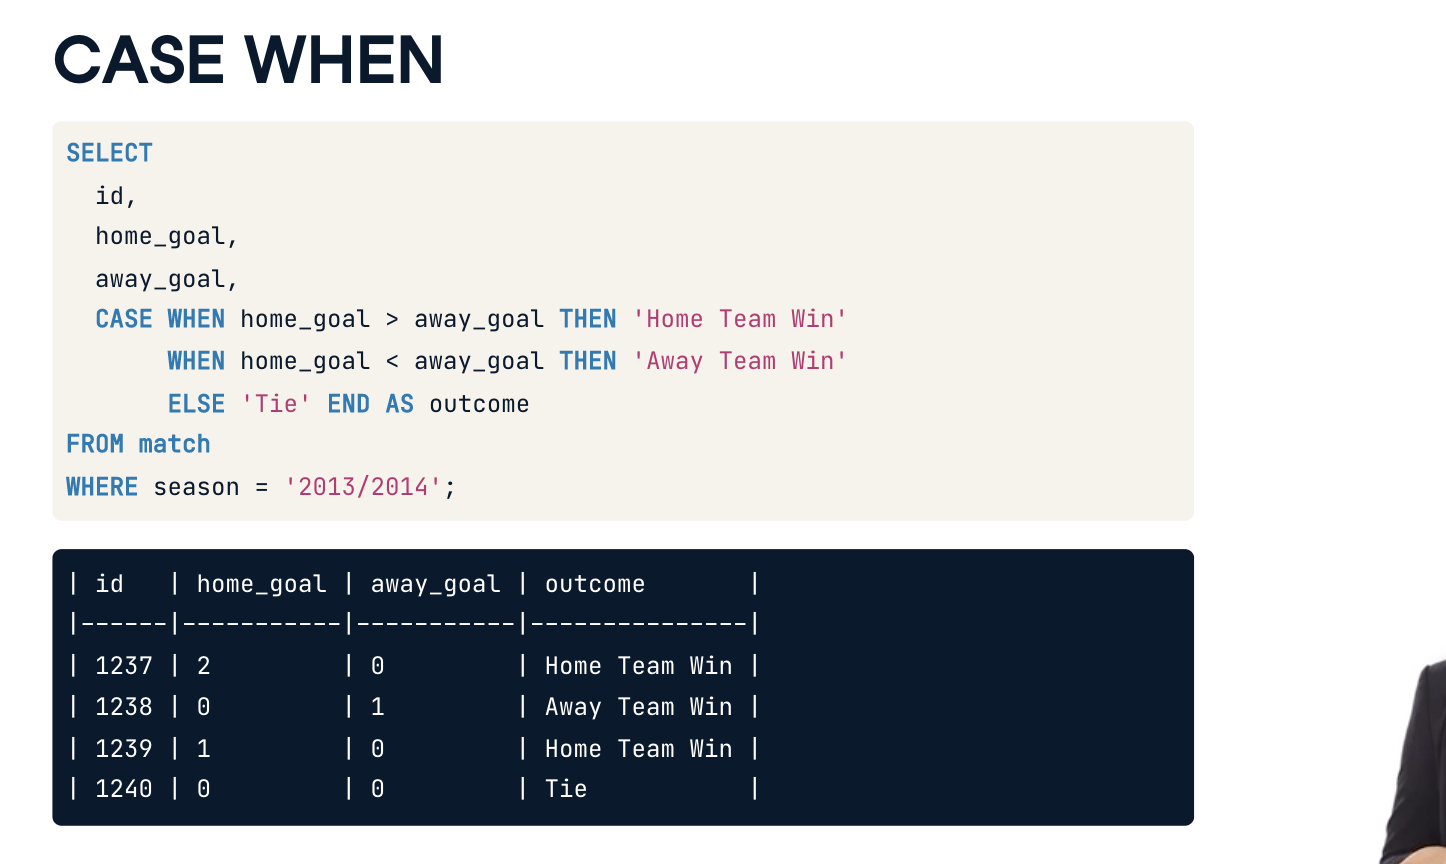 CASE WHEN
SELECT
  id,
  home_goal,
  away_goal,
  CASE WHEN home_goal > away_goal THEN 'Home Team Win'
       WHEN home_goal < away_goal THEN 'Away Team Win'
       ELSE 'Tie' END AS outcome
FROM match
WHERE season = '2013/2014';
| id   | home_goal | away_goal | outcome       |
|------|-----------|-----------|---------------|
| 1237 | 2         | 0         | Home Team Win |
| 1238 | 0         | 1         | Away Team Win |
| 1239 | 1         | 0         | Home Team Win |
| 1240 | 0         | 0         | Tie           |